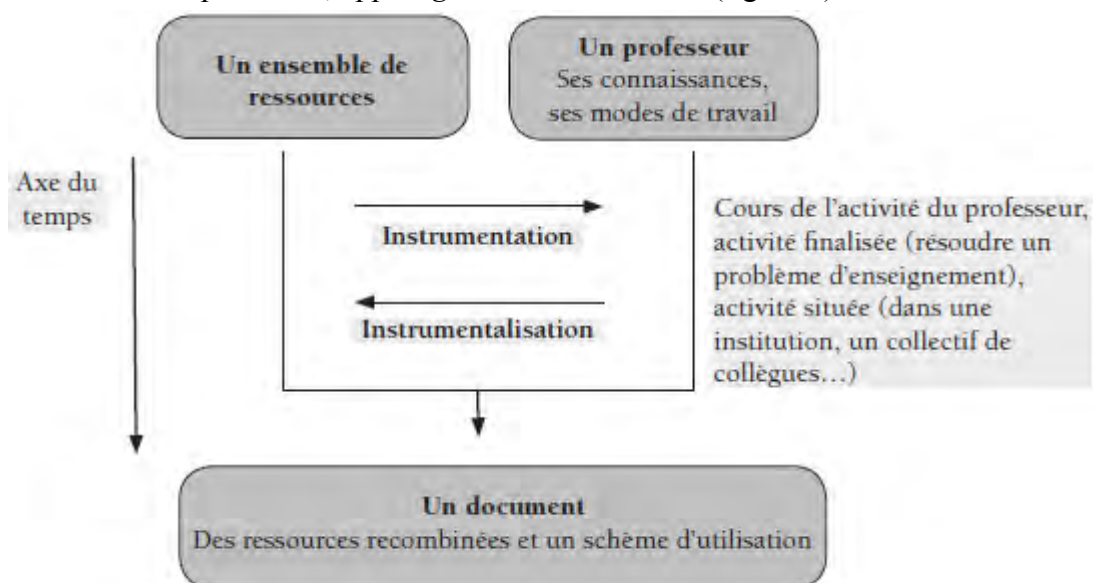 Un ensemble de
ressources
Un professeur
Ses connaissances,
ses modes de travail
Axe du
temps
Instrumentation
Instrumentalisation
Cours de l'activité du professeur,
activité finalisée (résoudre un
problème d'enseignement),
activité située (dans une
institution, un collectif de
collègues…)
Un document
Des ressources recombinées et un schème d'utilisation